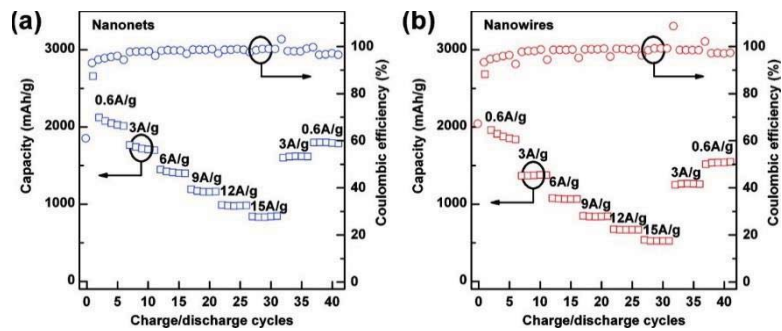 (a)
Nanonets
Capacity (mAh/g)
3000
2000
1000
0
0.6A/g
3A/g
6A/g
9A/g
12A/g
15A/g
3A/g
0.6A/g
100
80
60
40
20
0
Coulombic efficiency (%)
0 5 10 15 20 25 30 35 40
Charge/discharge cycles
(b)
Nanowires
Capacity (mAh/g)
3000
2000
1000
0
0.6A/g
3A/g
6A/g
9A/g
12A/g
15A/g
3A/g
0.6A/g
100
80
60
40
20
0
Coulombic efficiency (%)
0 5 10 15 20 25 30 35 40
Charge/discharge cycles